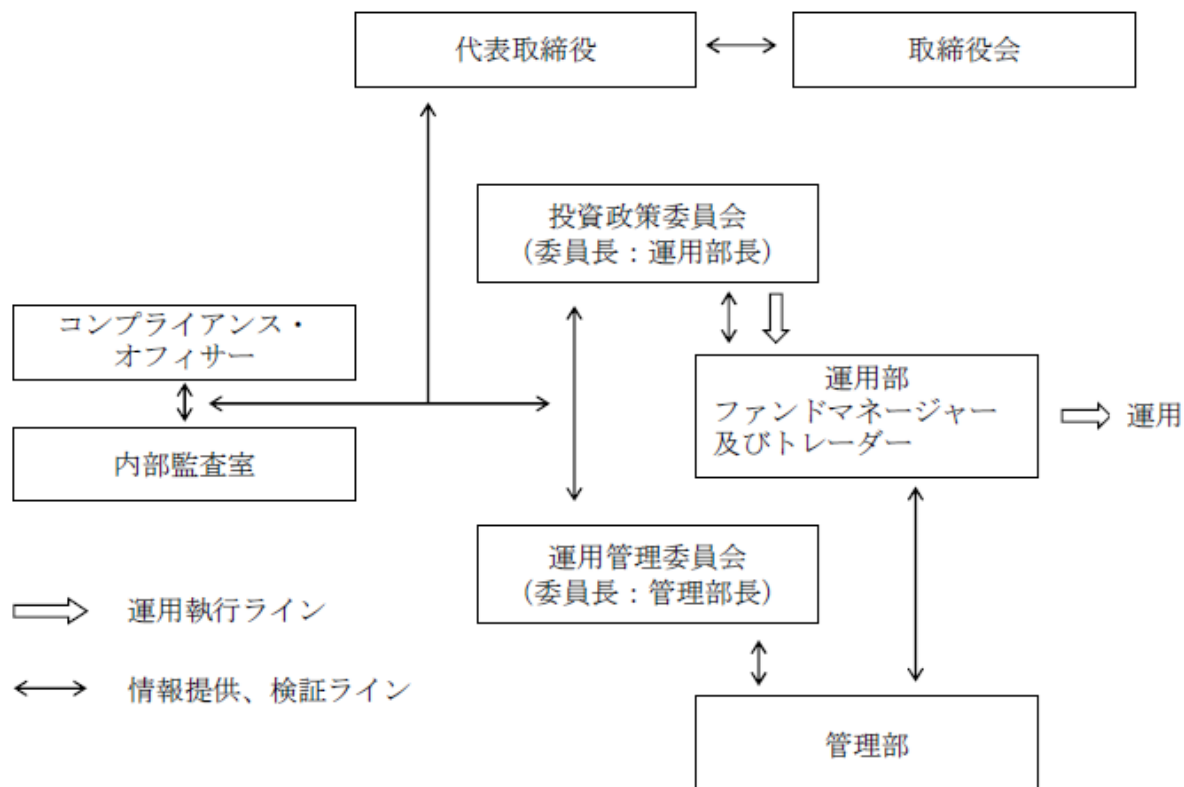 代表取締役
取締役会
投資政策委員会
（委員長：運用部長）
コンプライアンス・
オフィサー
運用部
ファンドマネージャー
及びトレーダー
運用
内部監査室
運用管理委員会
（委員長：管理部長）
運用執行ライン
情報提供、検証ライン
管理部